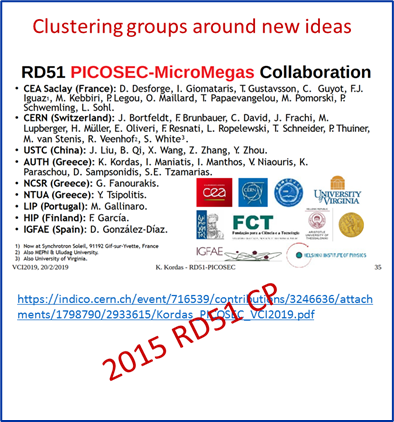 Clustering groups around new ideas
RD51 PICOSEC-MicroMegas Collaboration
• CEA Saclay (France): D. Desforge, I. Giomataris, T. Gustavsson, C. Guyot, F.J.
Iguaz¹, M. Kebbiri, P. Legou, O. Maillard, T. Papaevangelou, M. Pomorski, P.
Schwemling, L. Sohl.
• CERN (Switzerland): J. Bortfeldt, F. Brunbauer, C. David, J. Frachi, M.
Lupberger, H. Müller, E. Oliveri, F. Resnati, L. Ropelewski, T. Schneider, P. Thuiner,
M. van Stenis, R. Veenhof², S. White³.
• USTC (China): J. Liu, B. Qi, X. Wang, Z. Zhang, Y. Zhou.
• AUTH (Greece): K. Kordas, I. Maniatis, I. Manthos, V. Niaouris, K.
Paraschou, D. Sampsonidis, S.E. Tzamarias.
• NCSR (Greece): G. Fanourakis.
• NTUA (Greece): Y. Tsipolitis.
• LIP (Portugal): M. Gallinaro.
• HIP (Finland): F. García.
• IGFAE (Spain): D. González-Díaz.
cea
CERN
UNIVERSITY
VIRGINIA
FCT
Fundação para a Ciência e a Tecnologia
IGFAE
HELSINKI INSTITUTE OF PHYSICS
1) Now at Synchrotron Soleil, 91192 Gif-sur-Yvette, France
2) Also MEPhI & Uludag University.
3) Also University of Virginia.
VCI2019, 20/2/2019
K. Kordas - RD51-PICOSEC
35
https://indico.cern.ch/event/716539/contributions/3246636/attach
ments/1798790/2933615/Kordas_PICOSEC_VCI2019.pdf
2015 RD51 CP